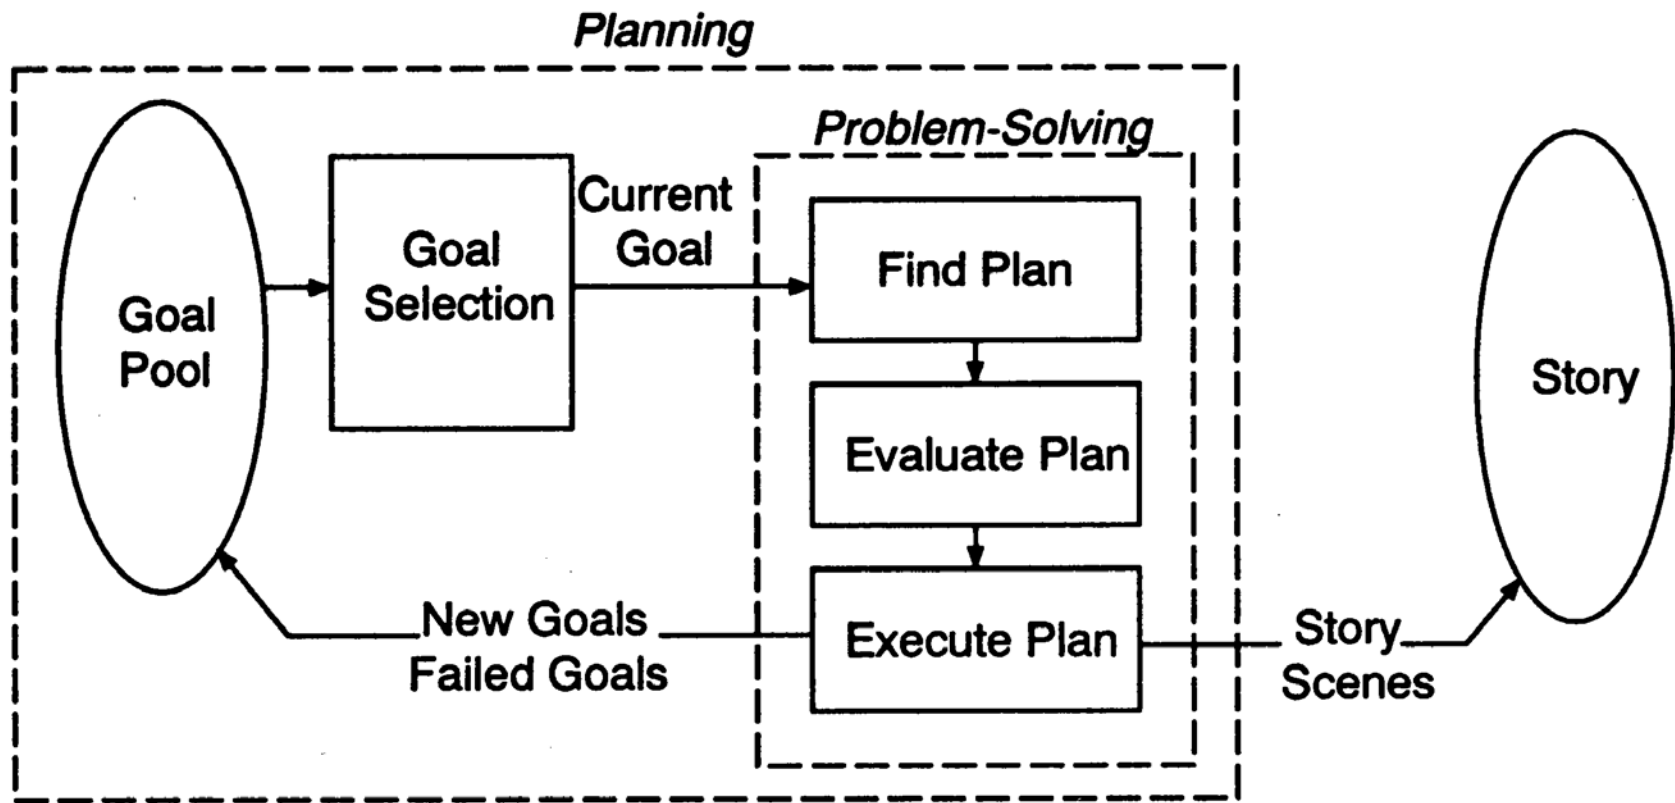 Planning
Problem-Solving
Goal
Pool
Goal
Selection
Current
Goal
Find Plan
Evaluate Plan
Execute Plan
New Goals
Failed Goals
Story
Scenes
Story